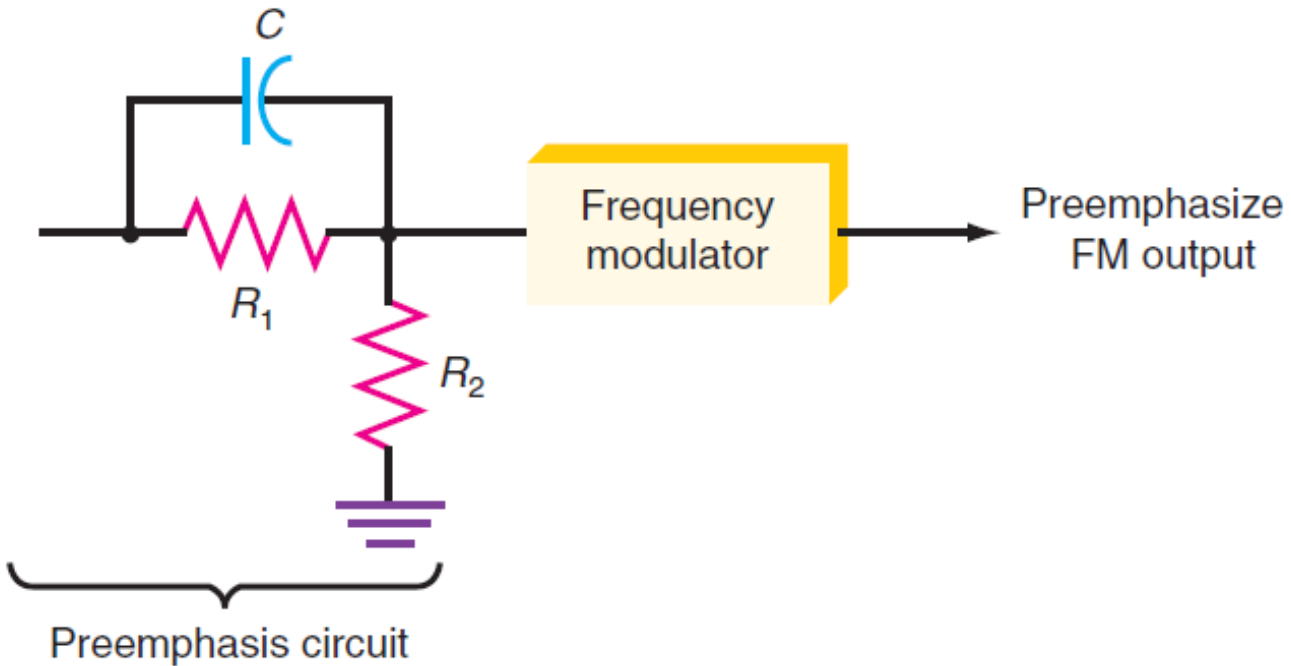 C
R1
R2
Frequency
modulator
Preemphasize
FM output
Preemphasis circuit